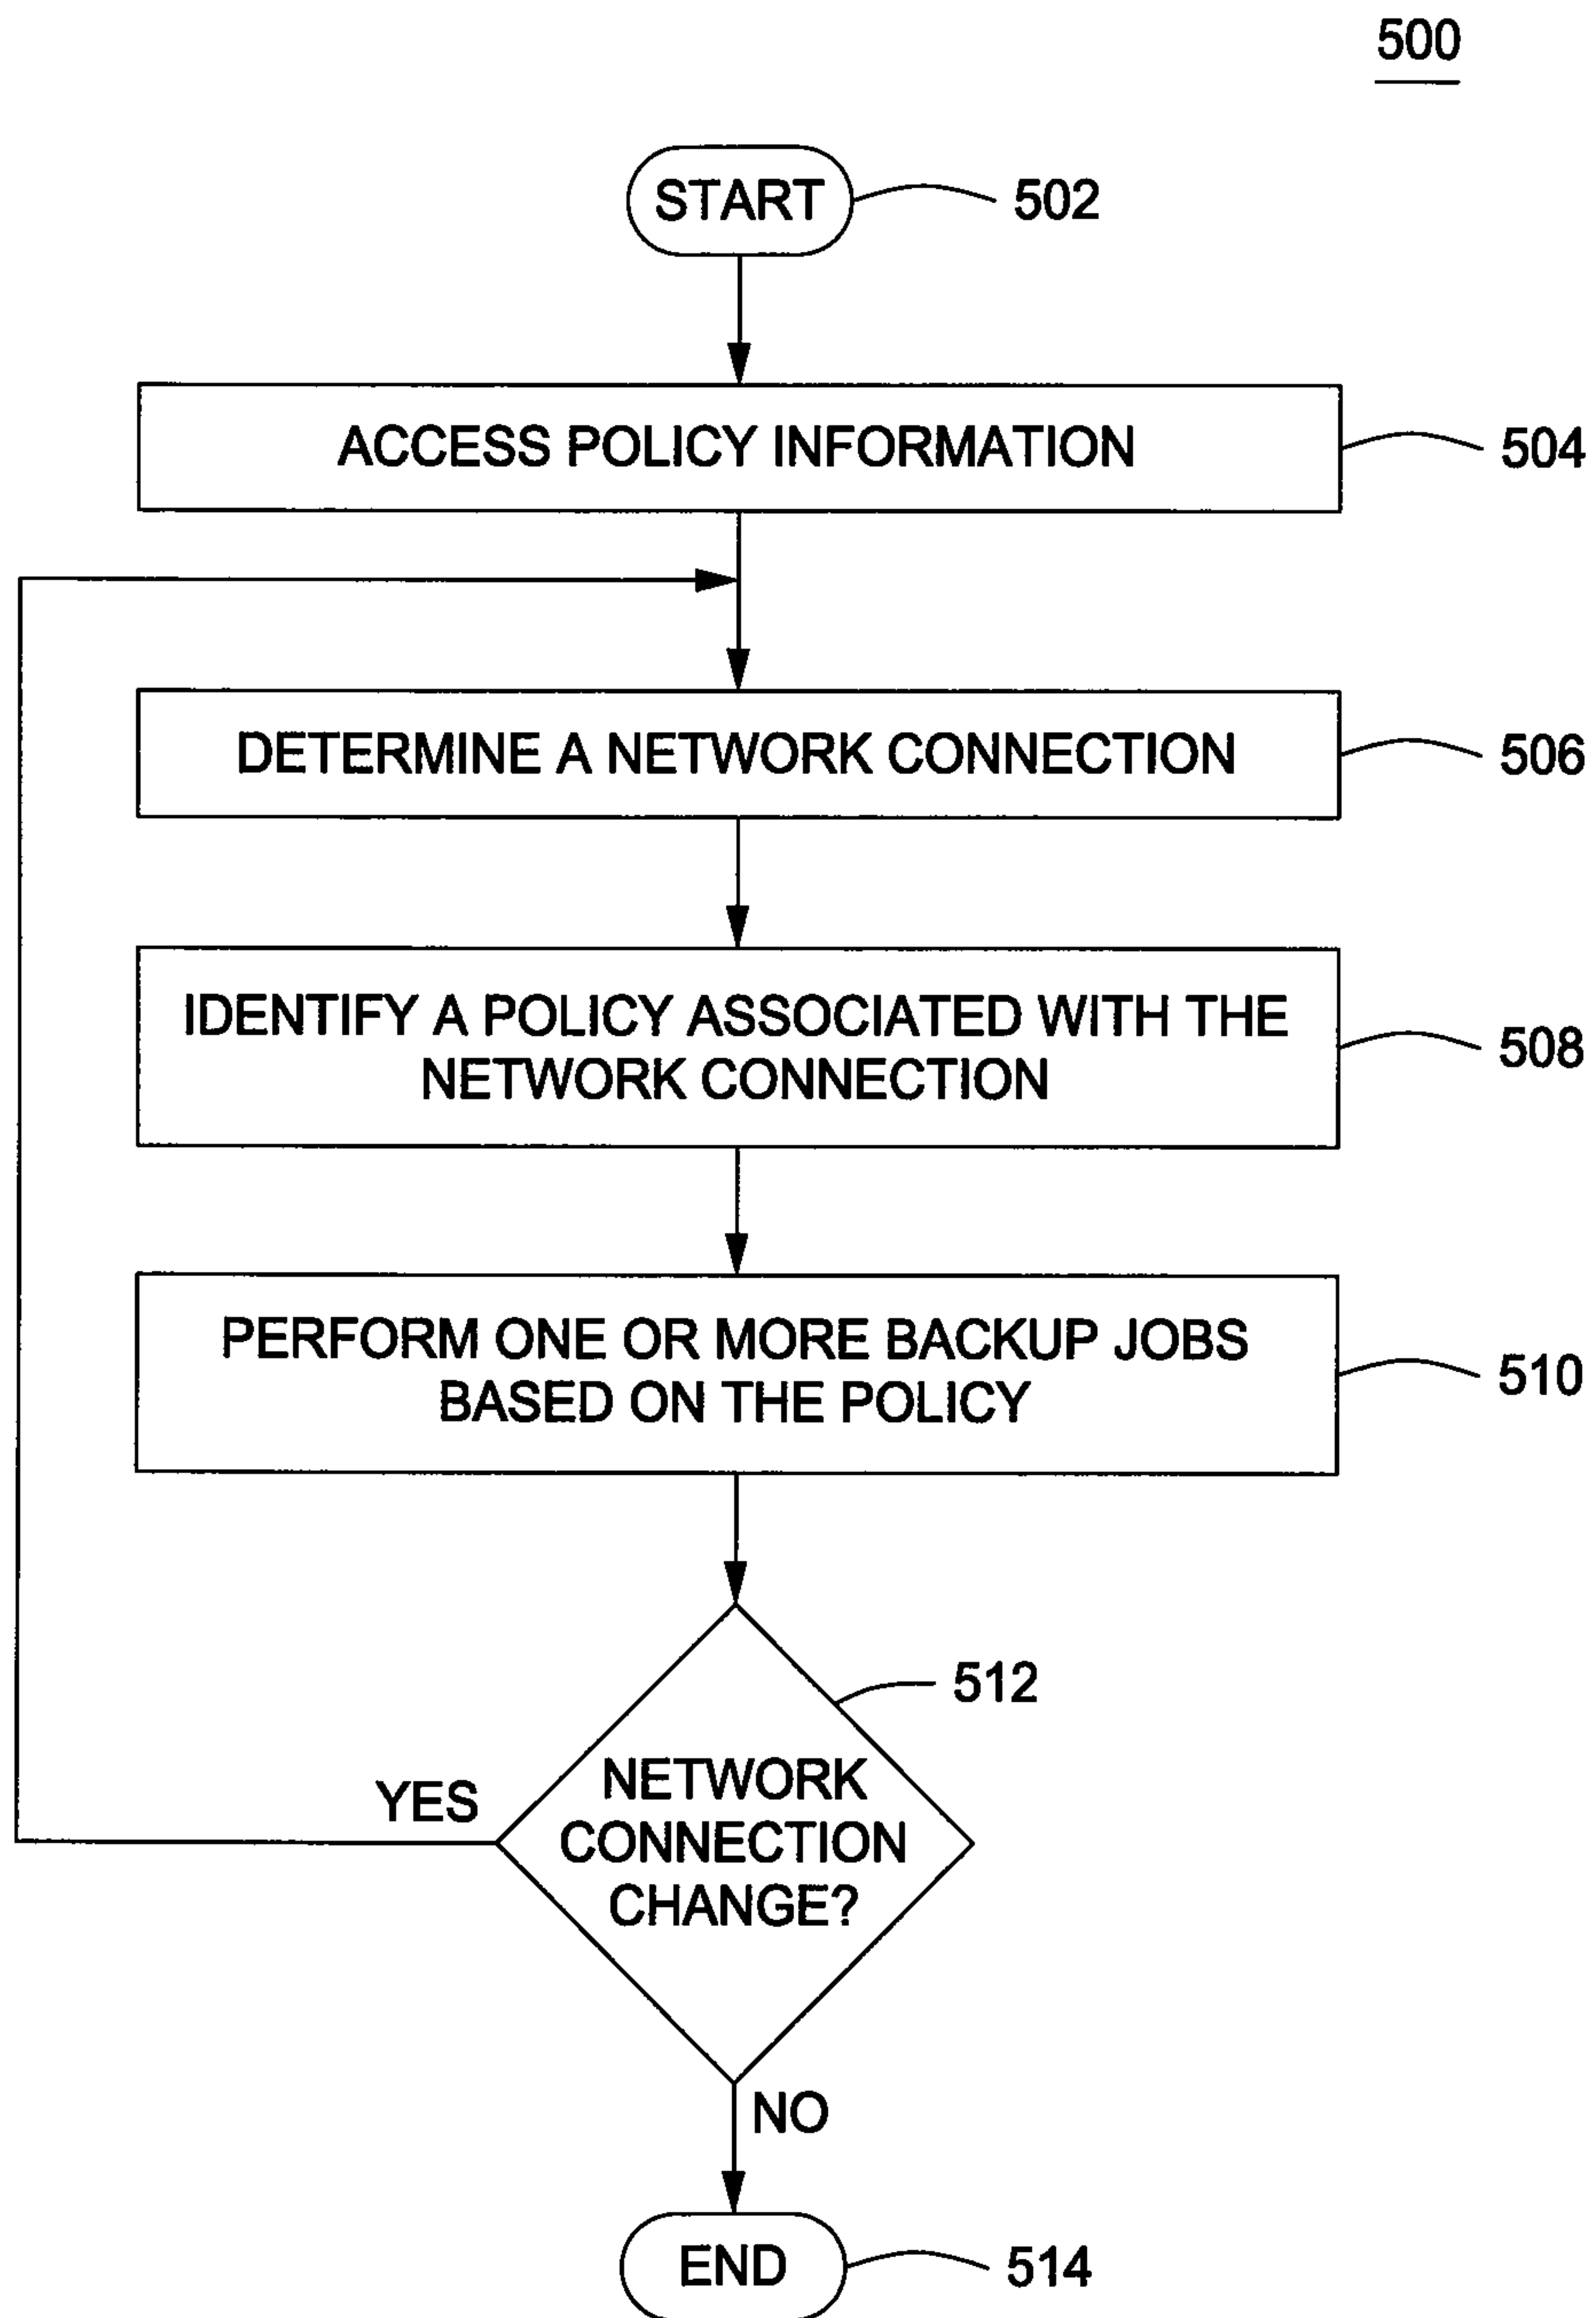 500
START
502
ACCESS POLICY INFORMATION
504
DETERMINE A NETWORK CONNECTION
506
IDENTIFY A POLICY ASSOCIATED WITH THE
NETWORK CONNECTION
508
PERFORM ONE OR MORE BACKUP JOBS
BASED ON THE POLICY
510
512
NETWORK
CONNECTION
CHANGE?
YES
NO
END
514